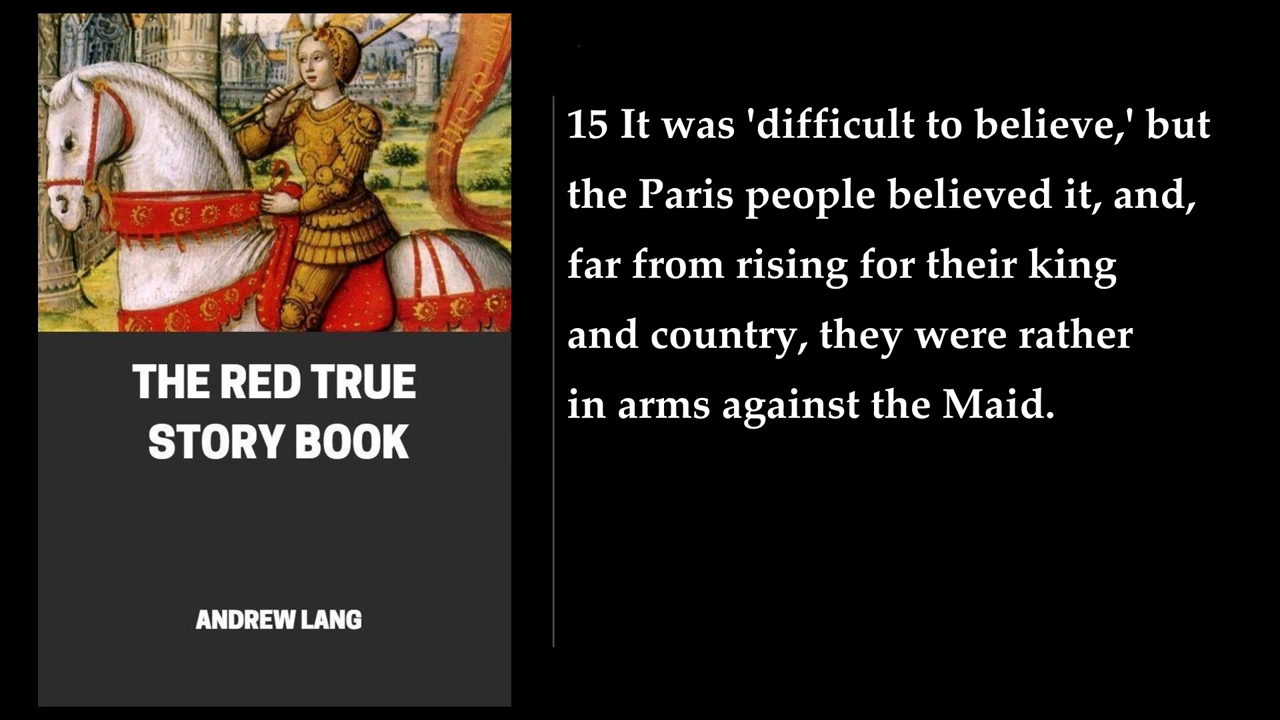 THE RED TRUE
STORY BOOK
ANDREW LANG
15 It was 'difficult to believe,' but
the Paris people believed it, and,
far from rising for their king
and country, they were rather
in arms against the Maid.